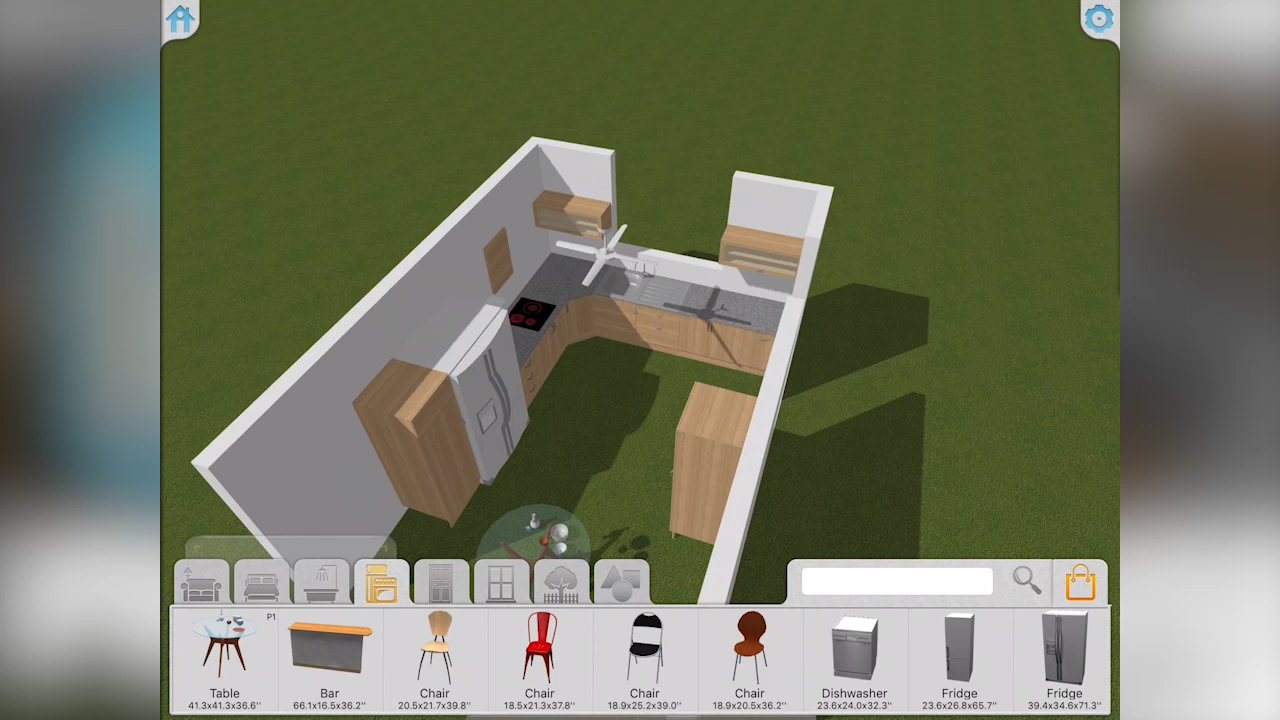 P1
Table
41.3x41.3x36.6''
Bar
66.1x16.5x36.2''
Chair
20.5x21.7x39.8''
Chair
18.5x21.3x37.8''
Chair
18.9x25.2x39.0''
Chair
18.9x20.5x36.2''
Dishwasher
23.6x24.0x32.3''
Fridge
23.6x26.8x65.7''
Fridge
39.4x34.6x71.3''